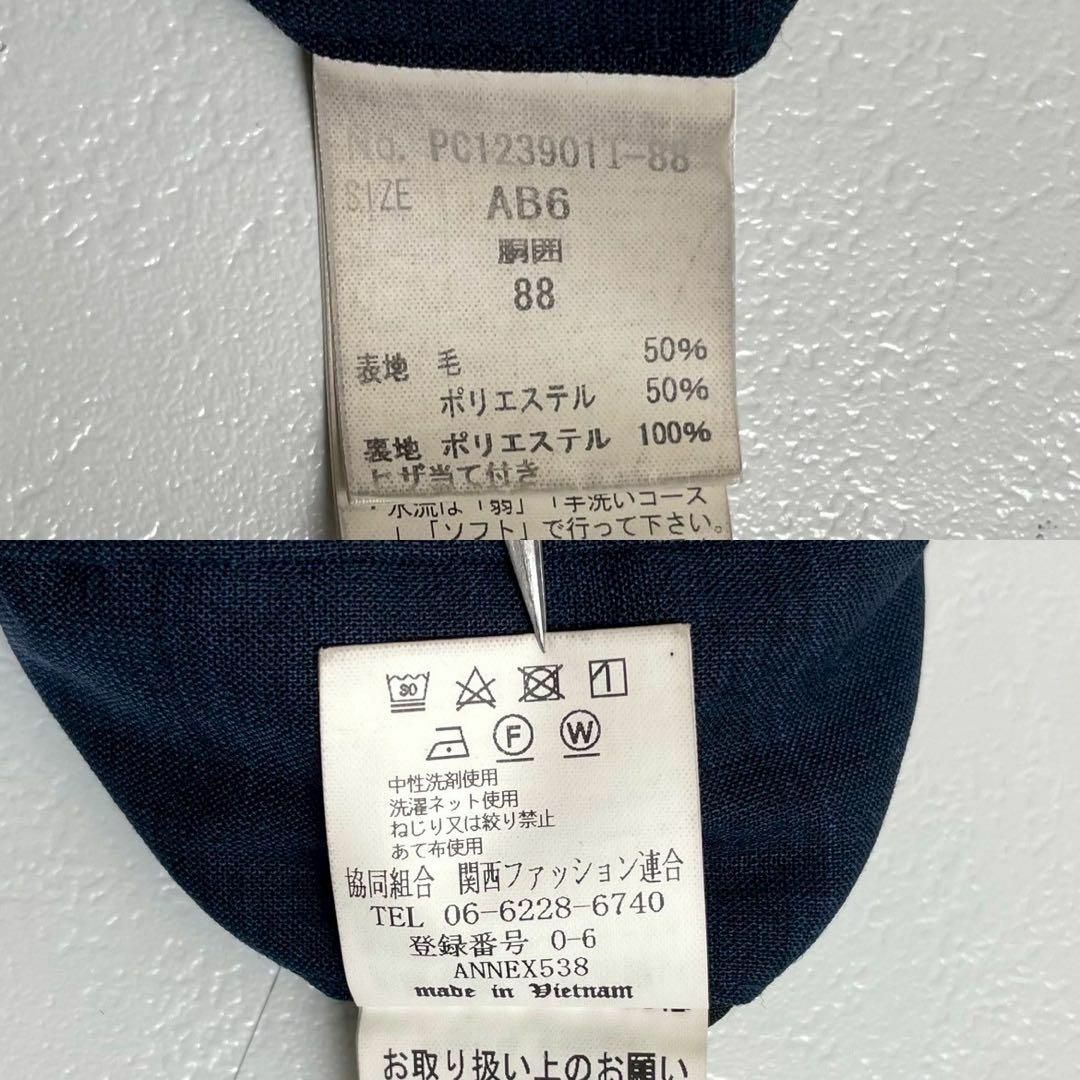 No. PC1239011-88
SIZE AB6
胴囲
88
表地 毛 50%
ポリエステル 50%
裏地 ポリエステル 100%
ヒザ当て付き
・水流は「弱」「手洗いコース
」「ソフト」で行って下さい。
30
1
F W
中性洗剤使用
洗濯ネット使用
ねじり又は絞り禁止
あて布使用
協同組合 関西ファッション連合
TEL 06-6228-6740
登録番号 0-6
ANNEX538
made in Vietnam
お取り扱い上のお願い